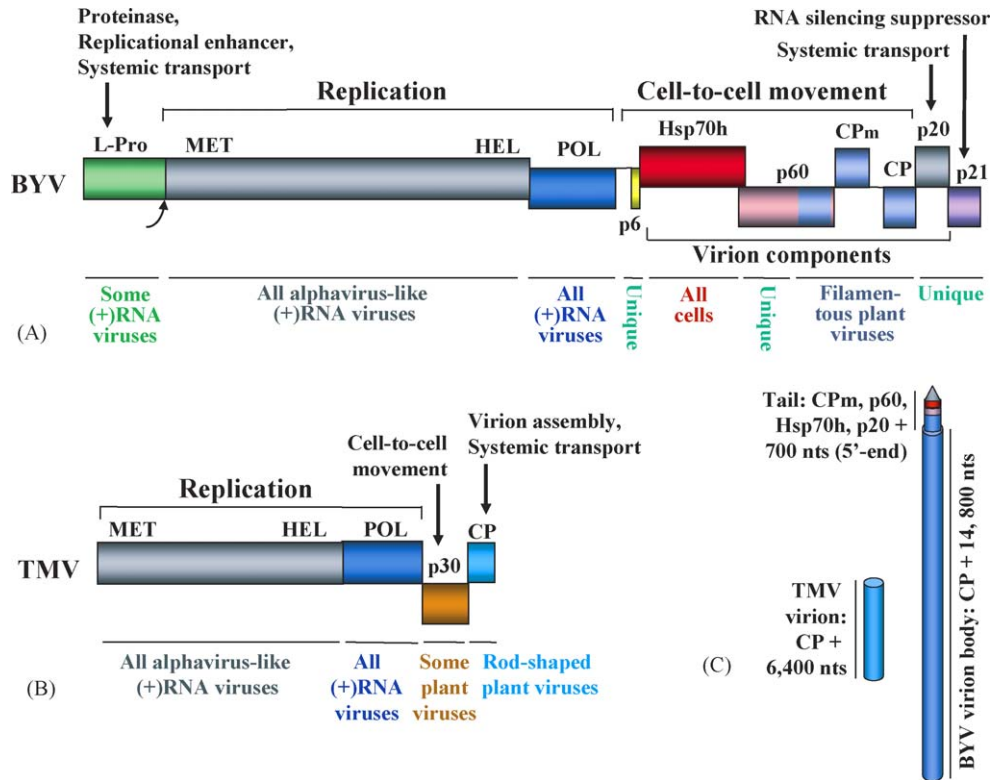 Proteinase,
Replicational enhancer,
Systemic transport
RNA silencing suppressor
Systemic transport
Replication
Cell-to-cell movement
L-Pro MET HEL POL Hsp70h CPm p20
p60 CP p21
BYV
p6
Virion components
Some
(+)RNA
viruses
All alphavirus-like
(+)RNA viruses
All
(+)RNA
viruses
Unique
All
cells
Unique
Filamen-
tous plant
viruses
Unique
(A)
Cell-to-cell
movement
Virion assembly,
Systemic transport
Replication
MET HEL POL CP
p30
TMV
All alphavirus-like
(+)RNA viruses
All
(+)RNA
viruses
Some
plant
viruses
Rod-shaped
plant viruses
(B)
Tail: CPm, p60,
Hsp70h, p20 +
700 nts (5’-end)
TMV
virion:
CP +
6,400 nts
BYV virion body: CP + 14, 800 nts
(C)